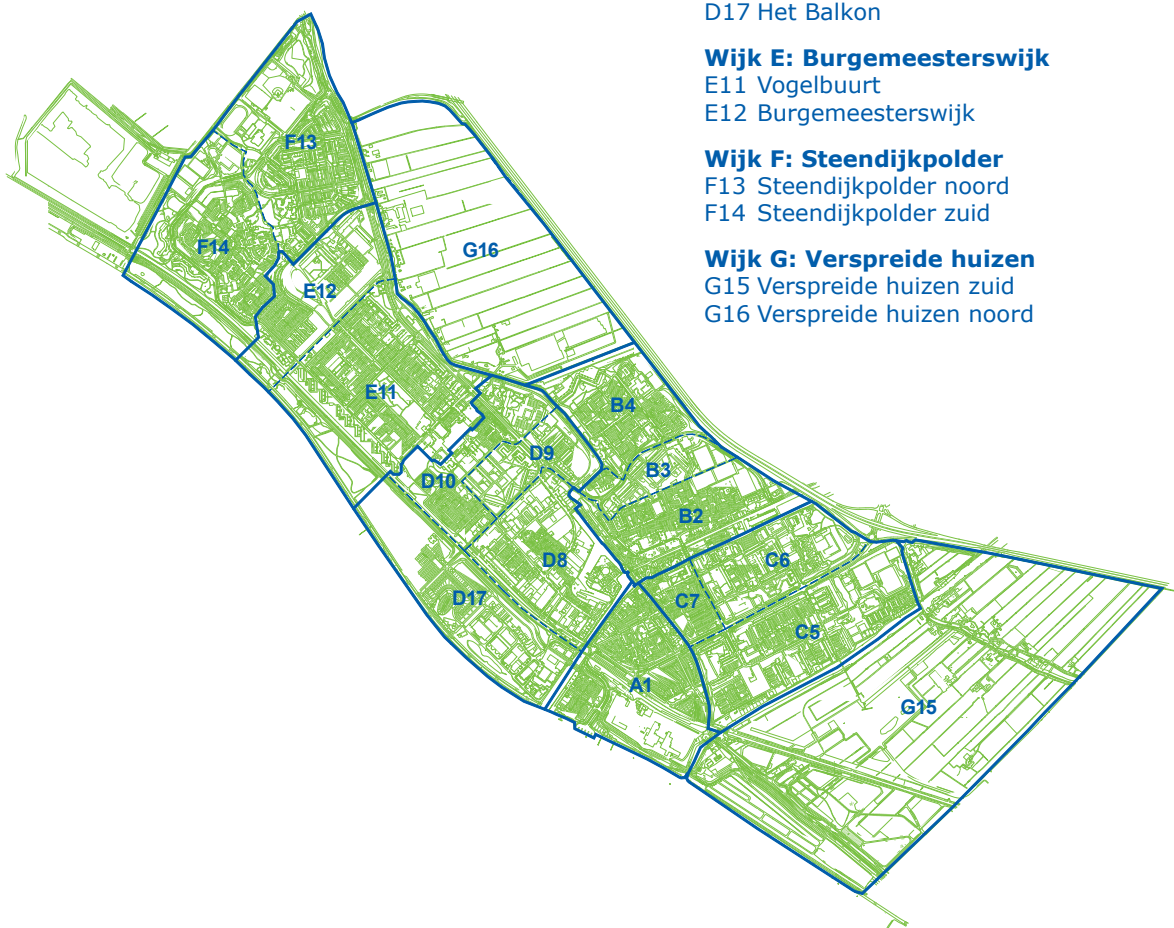 D17 Het Balkon
Wijk E: Burgemeesterswijk
E11 Vogelbuurt
E12 Burgemeesterswijk
Wijk F: Steendijkpolder
F13 Steendijkpolder noord
F14 Steendijkpolder zuid
Wijk G: Verspreide huizen
G15 Verspreide huizen zuid
G16 Verspreide huizen noord
F13
F14
G16
E12
E11
B4
D9
B3
D10
B2
D8
C6
D17
C7
C5
A1
G15